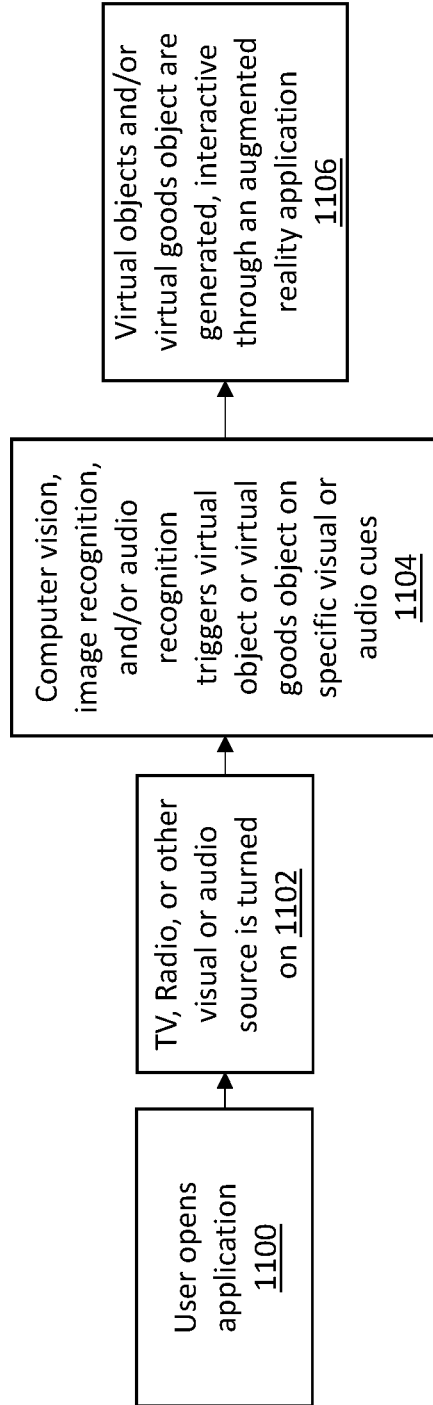 User opens
application
1100
TV, Radio, or other
visual or audio
source is turned
on 1102
Computer vision,
image recognition,
and/or audio
recognition
triggers virtual
object or virtual
goods object on
specific visual or
audio cues
1104
Virtual objects and/or
virtual goods object are
generated, interactive
through an augmented
reality application
1106